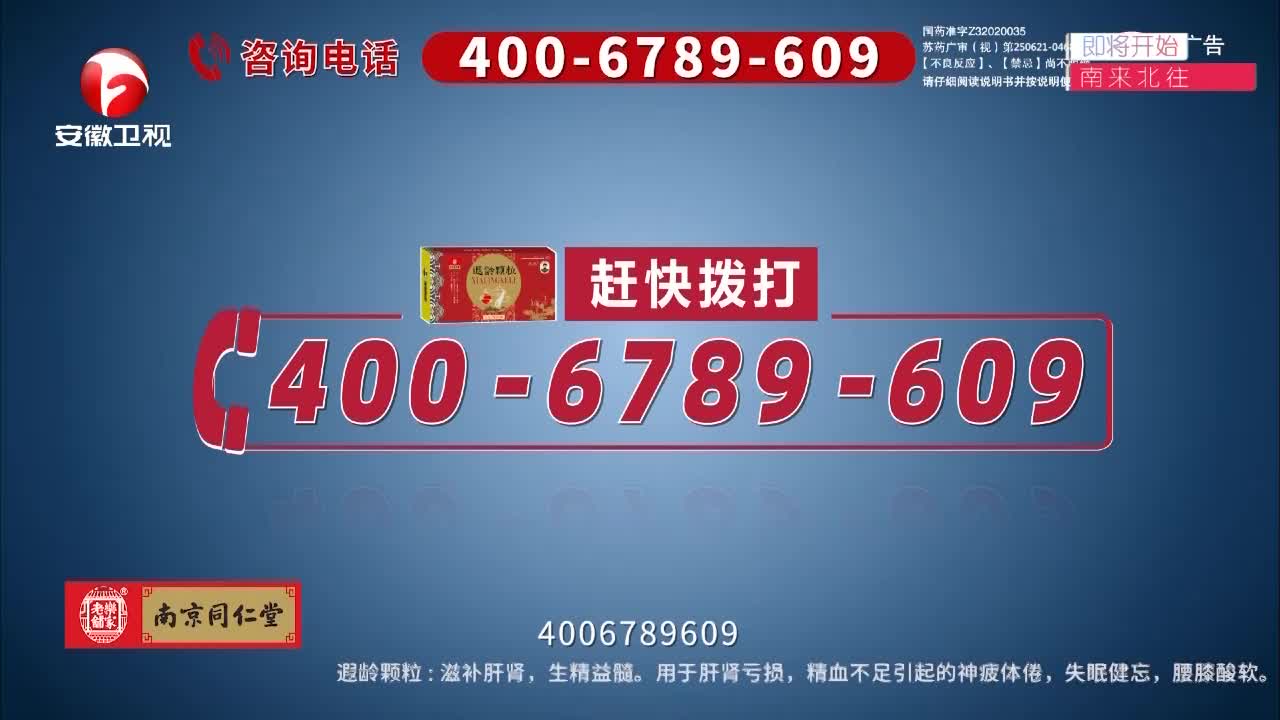 咨询电话
400-6789-609
国药准字Z32020035
苏药广审（视）第250621-046
【不良反应】、【禁忌】尚不
请仔细阅读说明书并按说明使
即将开始
广告
南来北往
安徽卫视
遐龄颗粒
XIALINGKELI
赶快拨打
400-6789-609
老樂家舖
南京同仁堂
4006789609
遐龄颗粒：滋补肝肾，生精益髓。用于肝肾亏损，精血不足引起的神疲体倦，失眠健忘，腰膝酸软。